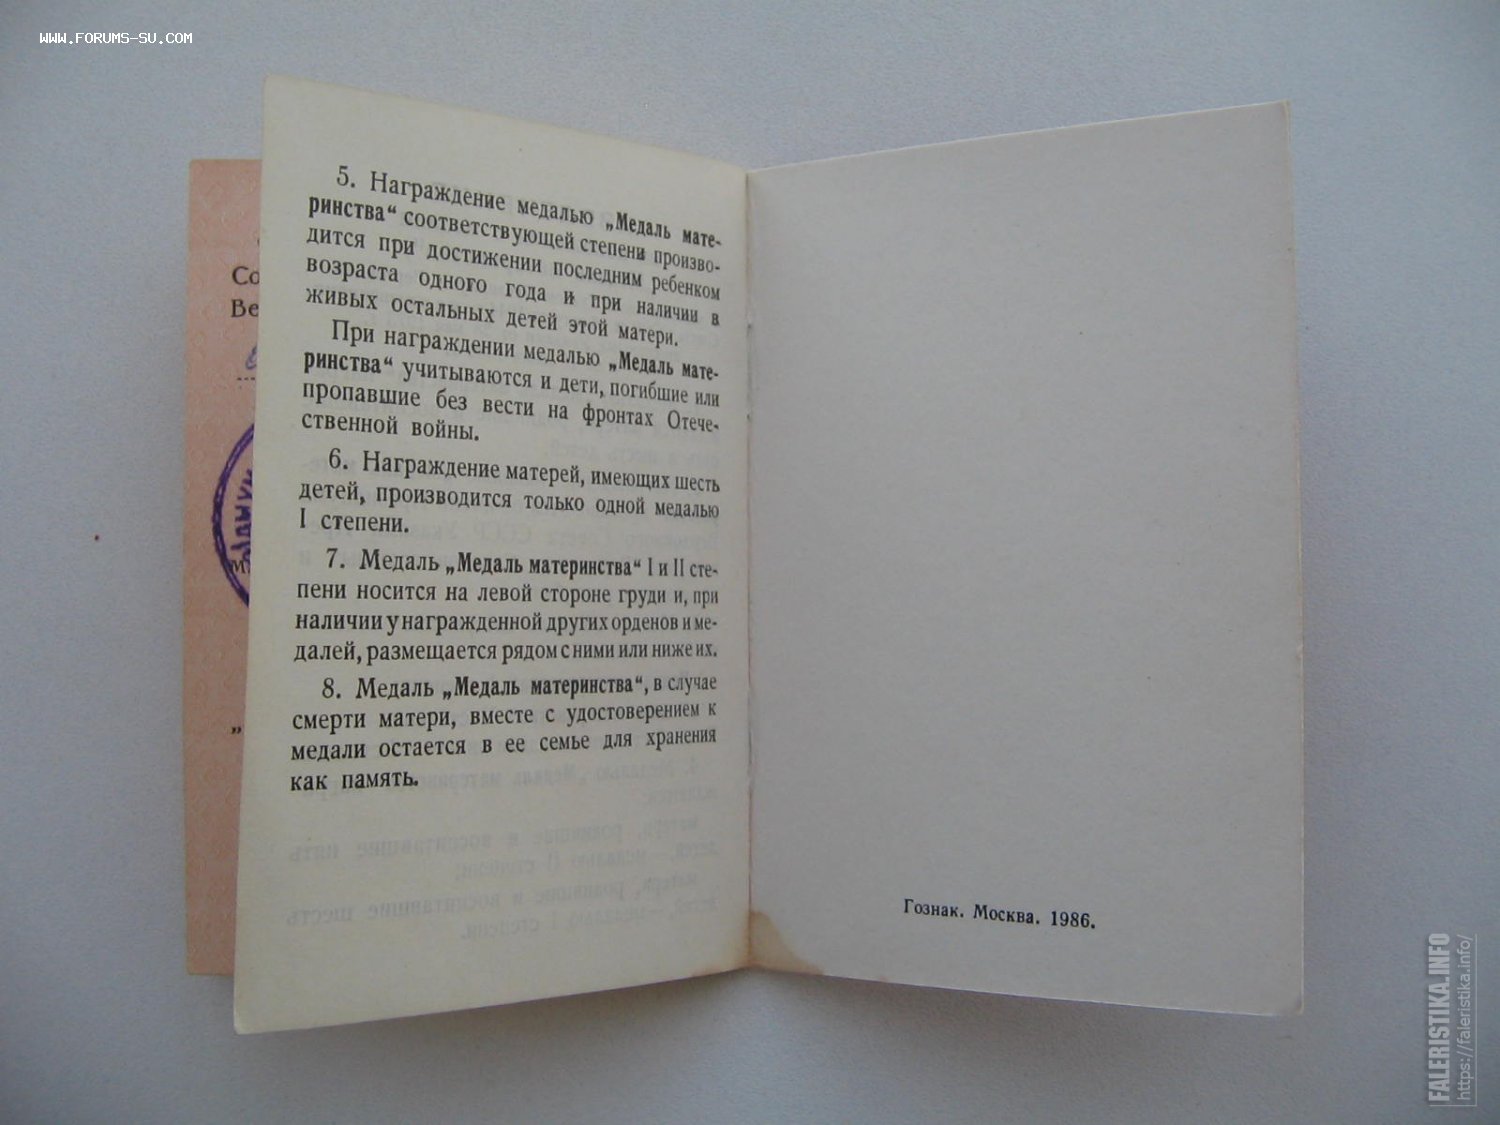 WWW.FORUMS-SU.COM
Со
Ве
5. Награждение медалью „Медаль мате-
ринства“ соответствующей степени произво-
дится при достижении последним ребенком
возраста одного года и при наличии в
живых остальных детей этой матери.
При награждении медалью „Медаль мате-
ринства“ учитываются и дети, погибшие или
пропавшие без вести на фронтах Отече-
ственной войны.
6. Награждение матерей, имеющих шесть
детей, производится только одной медалью
I степени.
7. Медаль „Медаль материнства“ I и II сте-
пени носится на левой стороне груди и, при
наличии у награжденной других орденов и ме-
далей, размещается рядом с ними или ниже их.
8. Медаль „Медаль материнства“, в случае
смерти матери, вместе с удостоверением к
медали остается в ее семье для хранения
как память.
Гознак. Москва. 1986.
FALERISTIKA.INFO
https://faleristika.info/